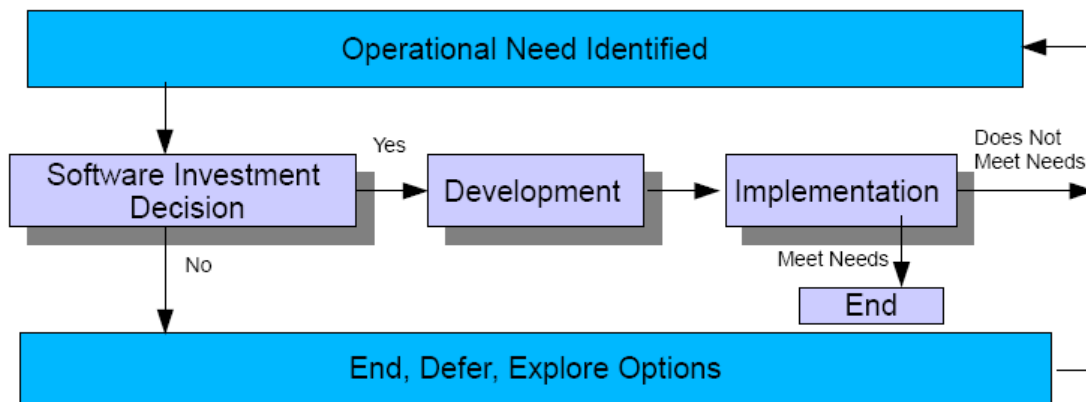 Operational Need Identified
Software Investment
Decision
Yes
Development
Implementation
Does Not
Meet Needs
No
Meet Needs
End
End, Defer, Explore Options